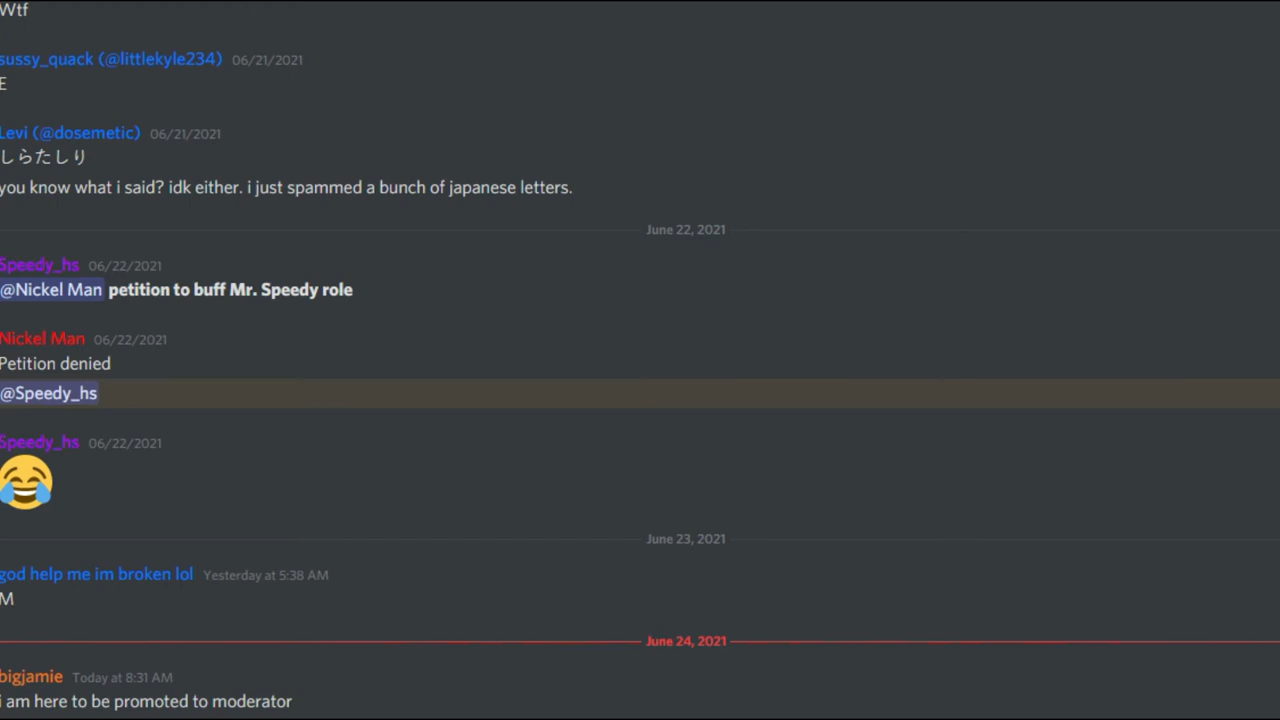 Wtf
sussy_quack (@littlekyle234) 06/21/2021
E
Levi (@dosemetic) 06/21/2021
しらたしり
you know what i said? idk either. i just spammed a bunch of japanese letters.
June 22, 2021
Speedy_hs 06/22/2021
@Nickel Man petition to buff Mr. Speedy role
Nickel Man 06/22/2021
Petition denied
@Speedy_hs
Speedy_hs 06/22/2021
June 23, 2021
god help me im broken lol Yesterday at 5:38 AM
M
June 24, 2021
bigjamie Today at 8:31 AM
i am here to be promoted to moderator